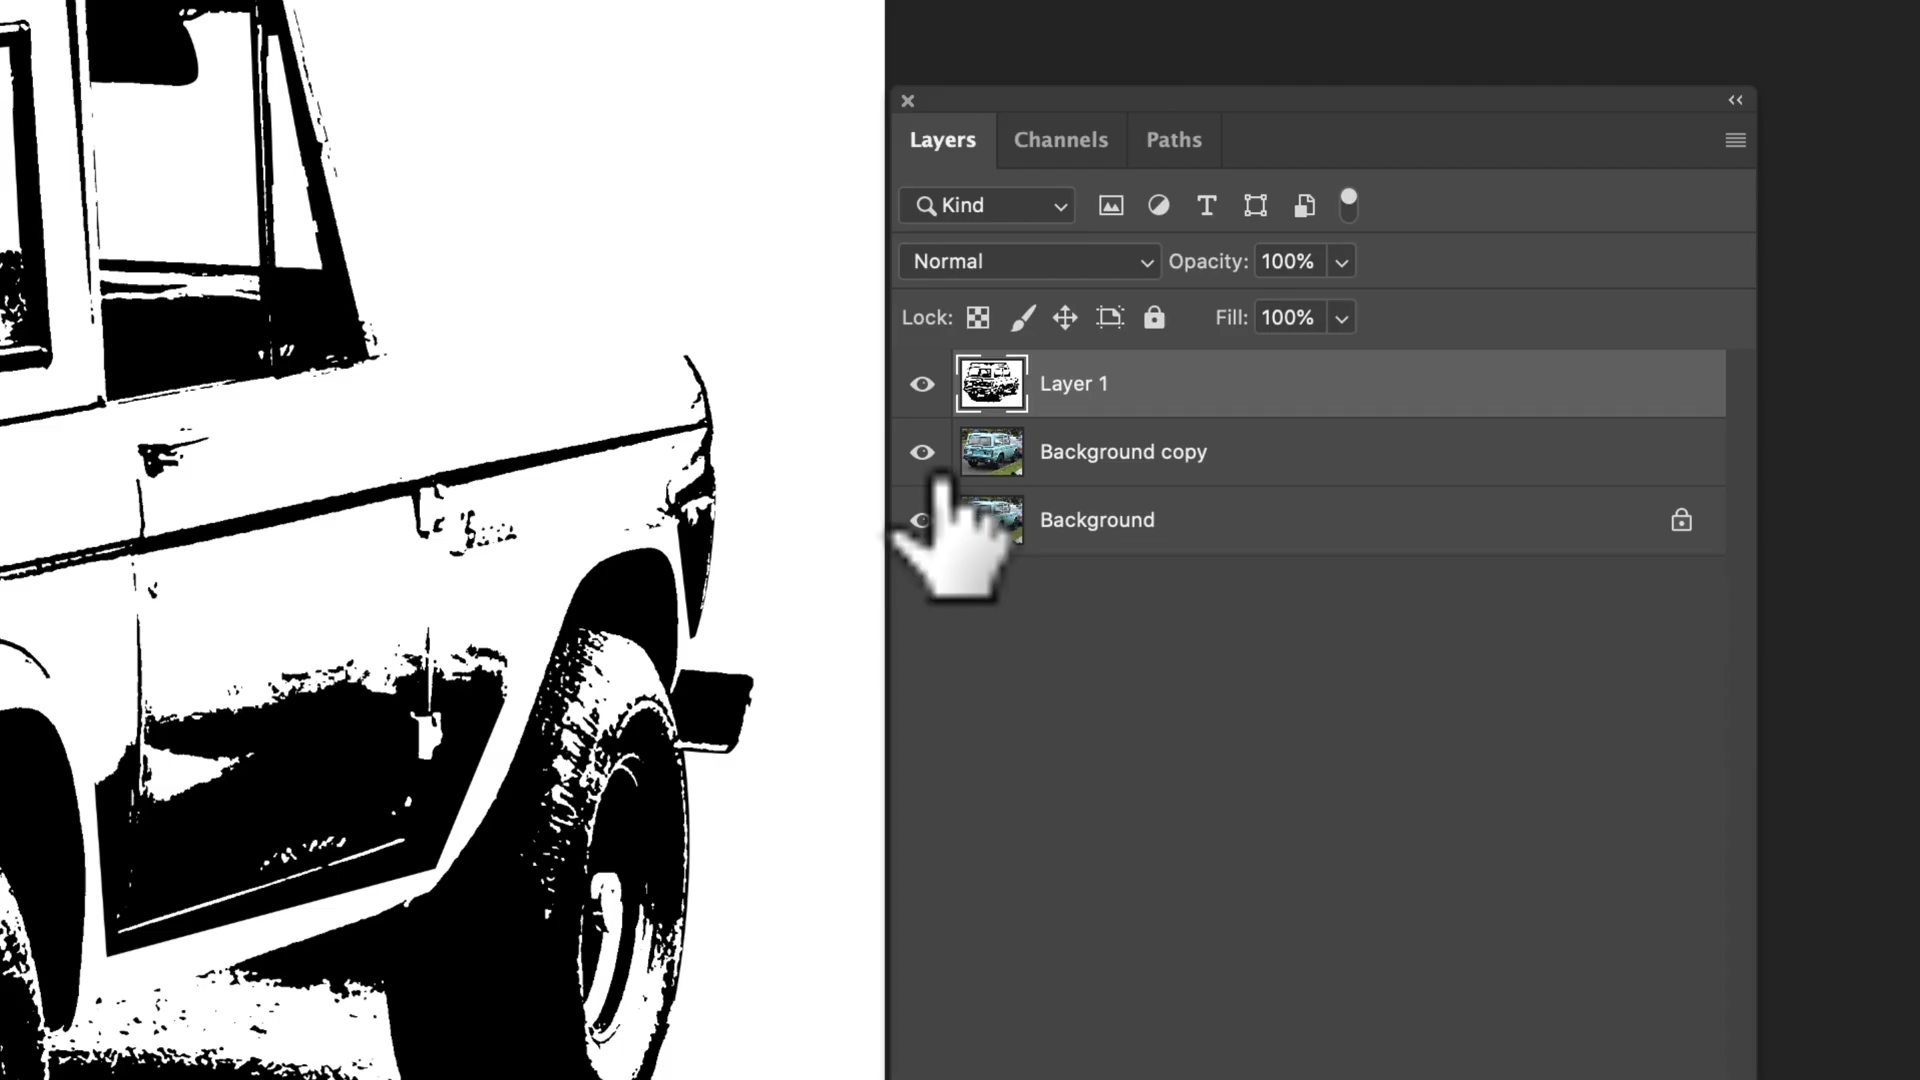 Layers Channels Paths
Kind
Normal Opacity: 100%
Lock: Fill: 100%
Layer 1
Background copy
Background